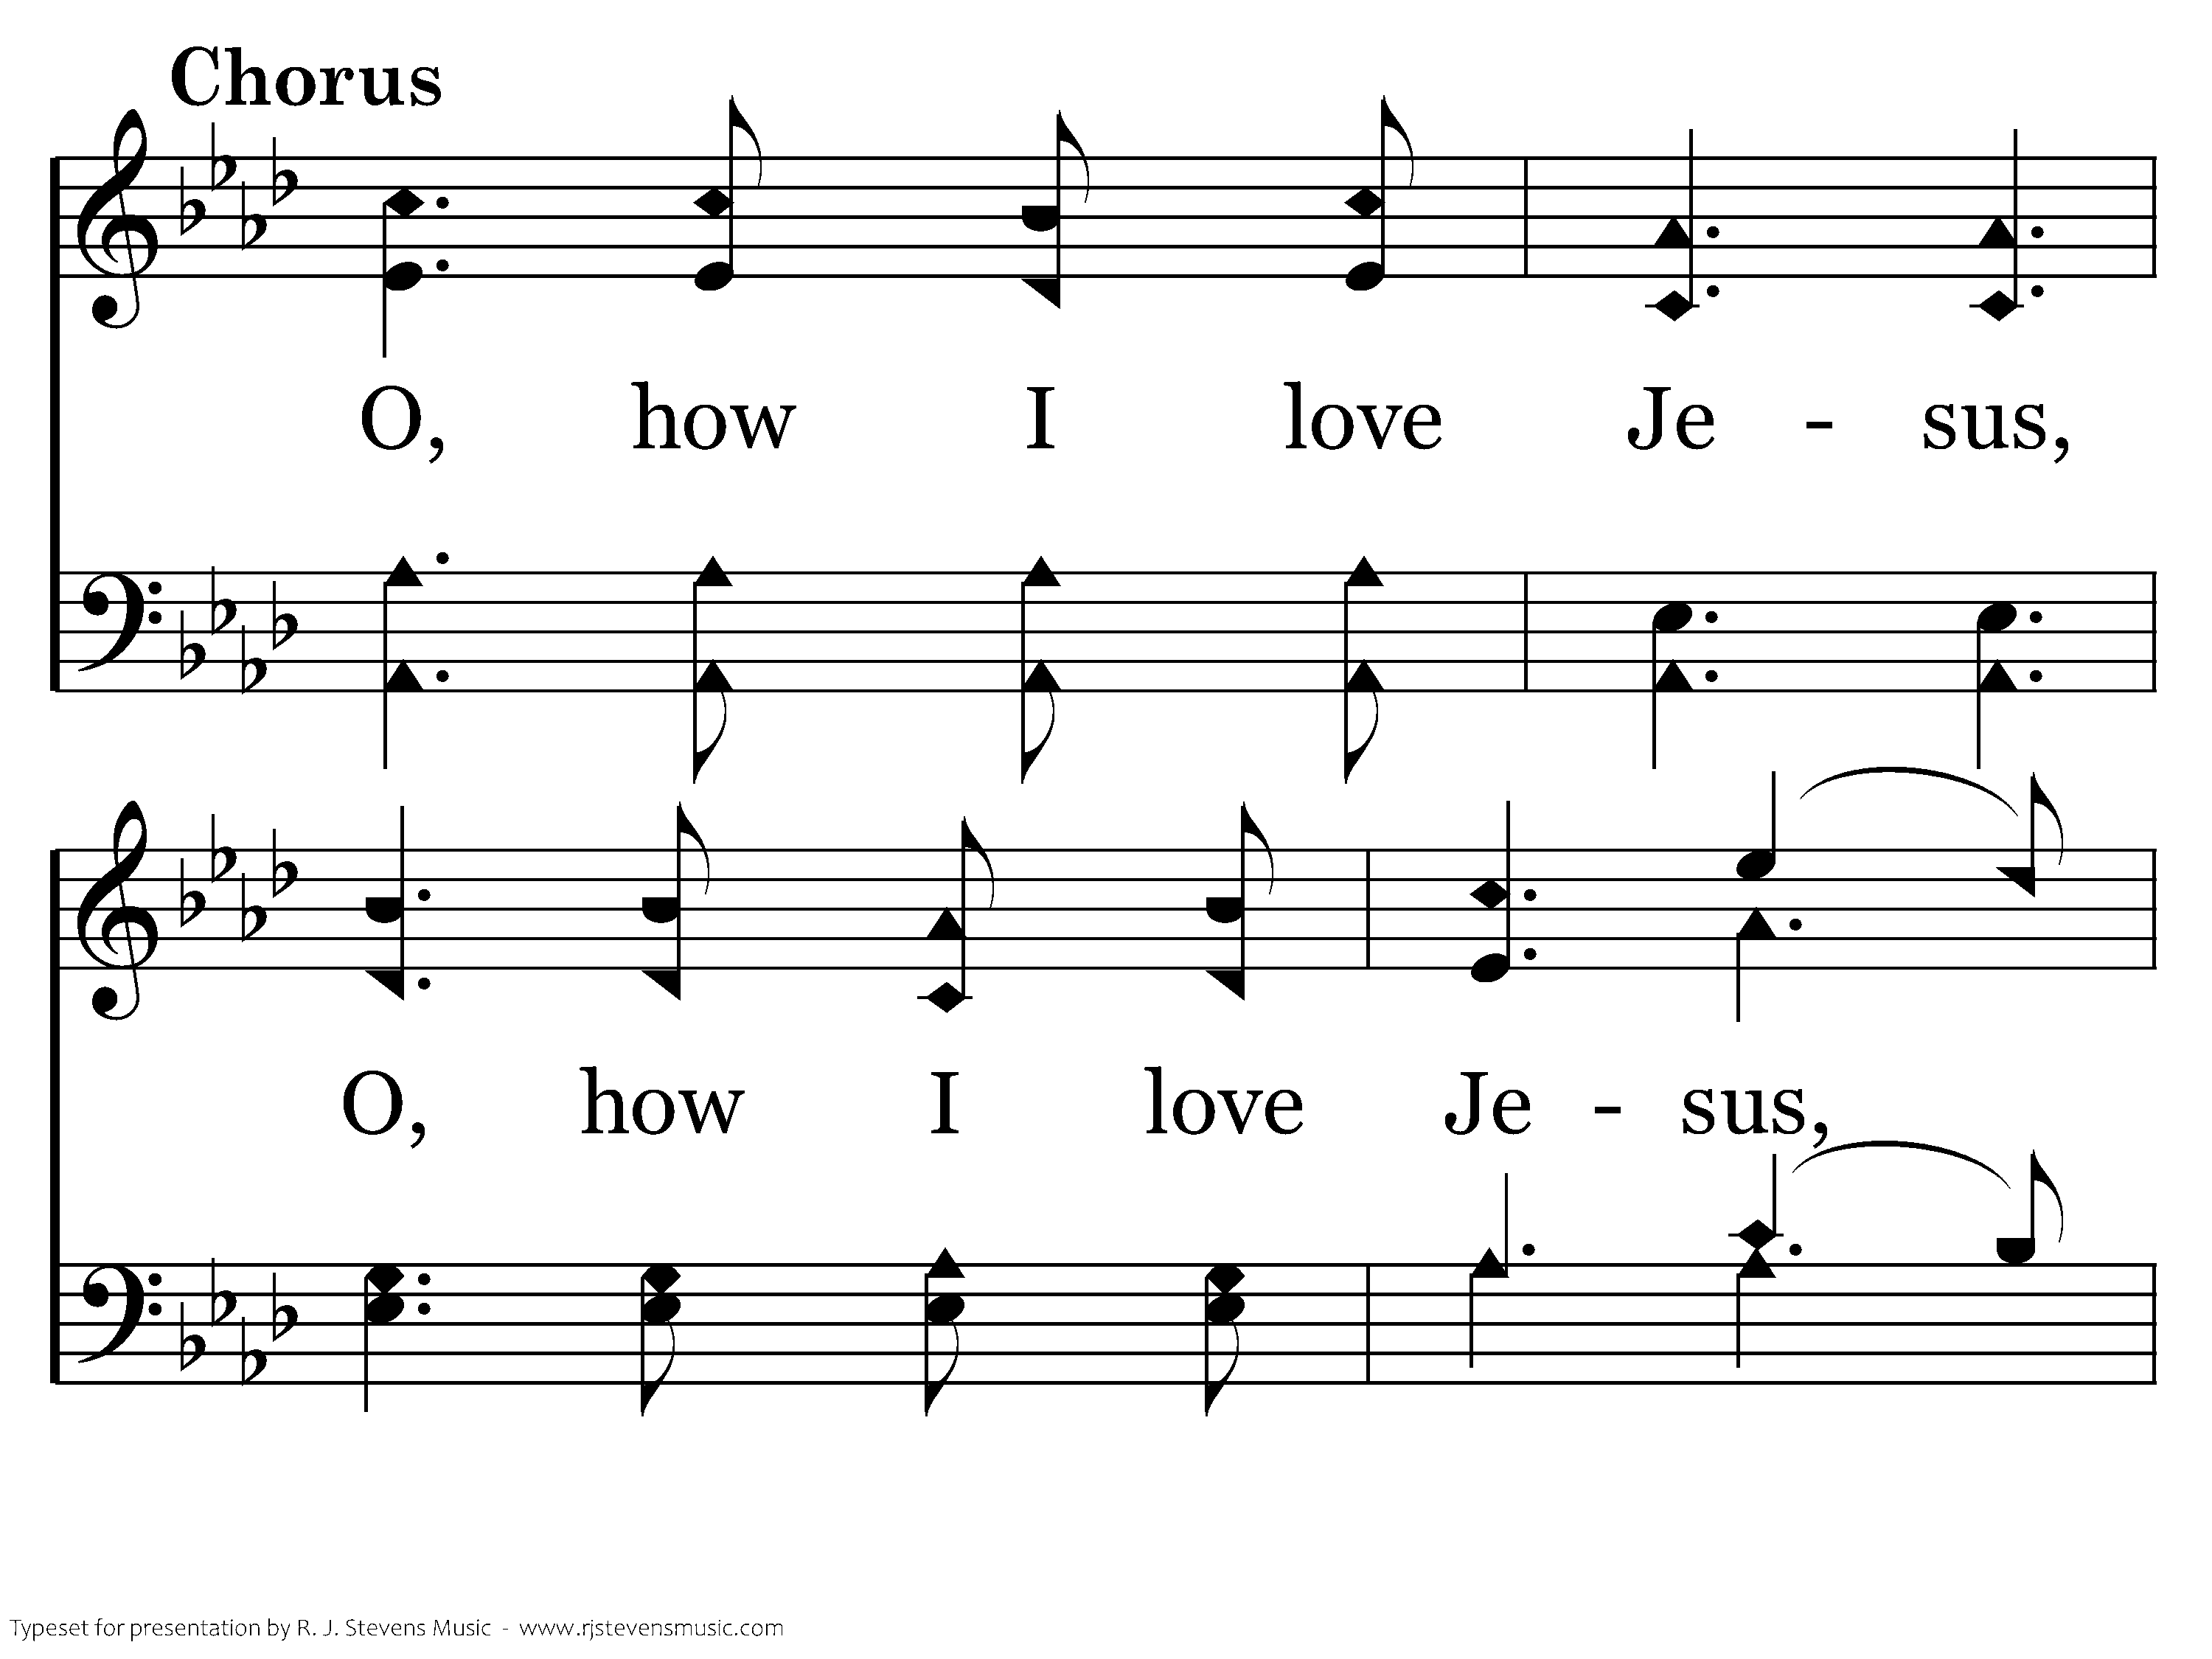 Chorus
O, how I love Je - sus,
O, how I love Je - sus,
Typeset for presentation by R. J. Stevens Music - www.rjstevensmusic.com